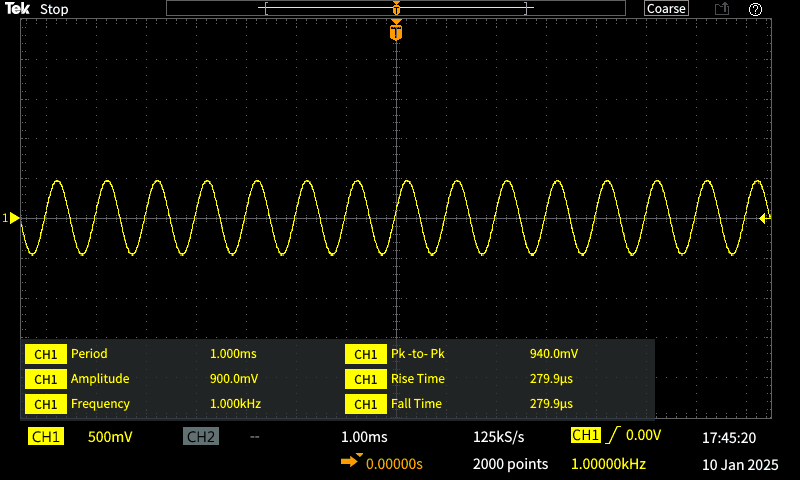 Tek Stop T Coarse ?
T
1
CH1 Period 1.000ms CH1 Pk -to- Pk 940.0mV
CH1 Amplitude 900.0mV CH1 Rise Time 279.9µs
CH1 Frequency 1.000kHz CH1 Fall Time 279.9µs
CH1 500mV CH2 -- 1.00ms 125kS/s CH1 0.00V 17:45:20
0.00000s 2000 points 1.00000kHz 10 Jan 2025